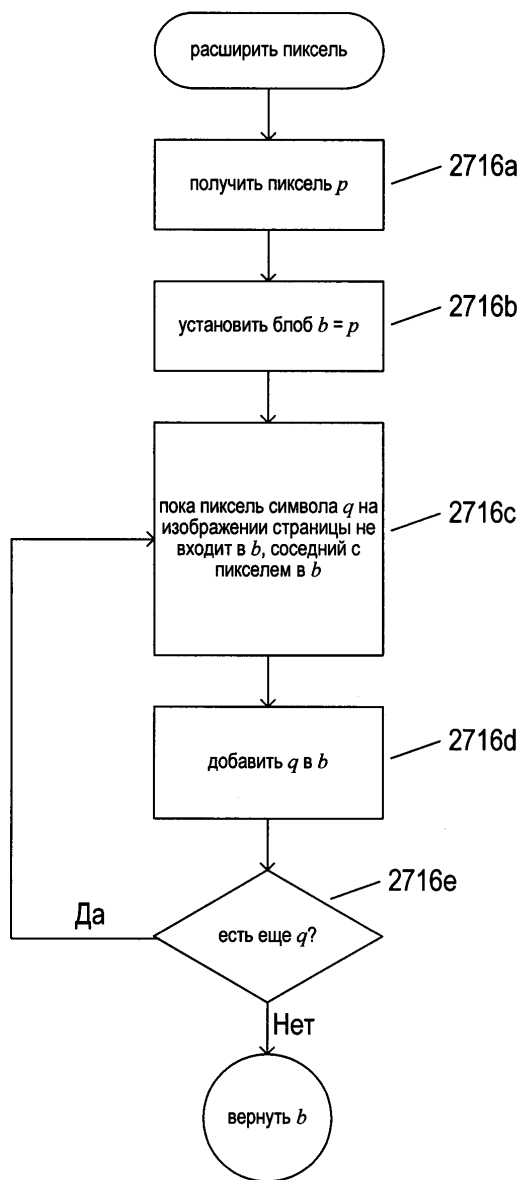 расширить пиксель
получить пиксель p
2716a
установить блоб b = p
2716b
пока пиксель символа q на
изображении страницы не
входит в b, соседний с
пикселем в b
2716c
добавить q в b
2716d
2716e
есть еще q?
Да
Нет
вернуть b